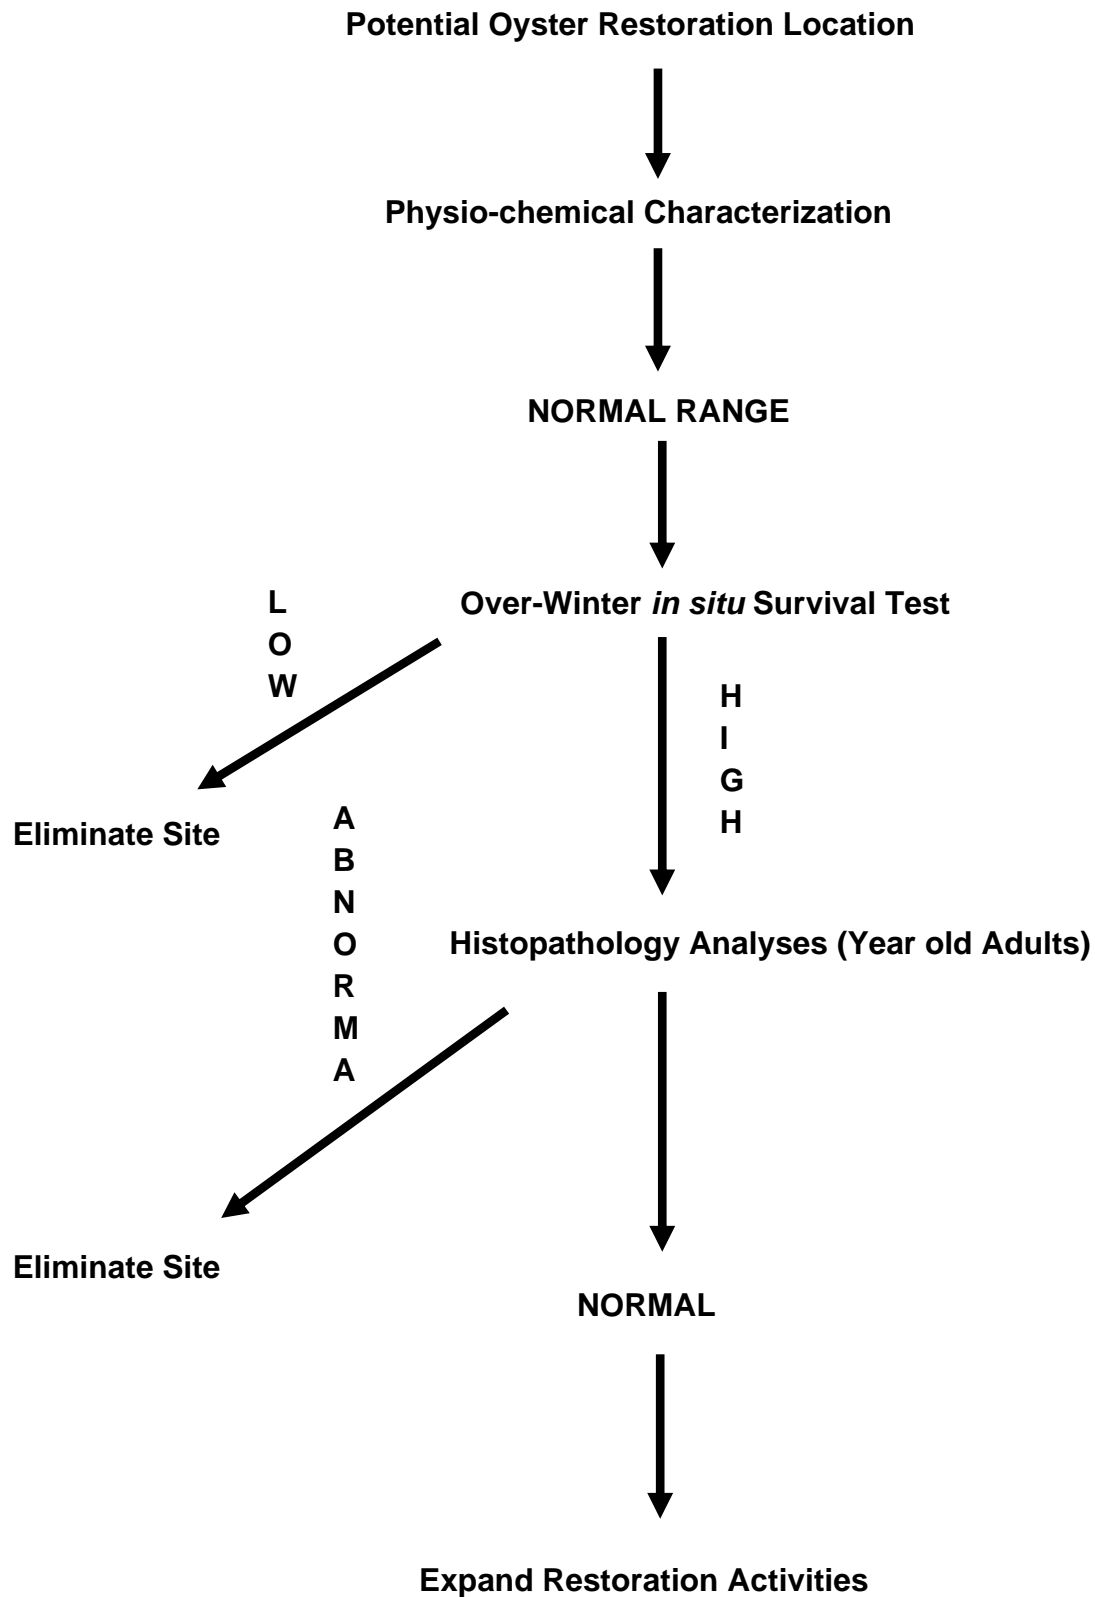 Potential Oyster Restoration Location
Physio-chemical Characterization
NORMAL RANGE
Over-Winter in situ Survival Test
L
O
W
H
I
G
H
Eliminate Site
A
B
N
O
R
M
A
Histopathology Analyses (Year old Adults)
Eliminate Site
NORMAL
Expand Restoration Activities